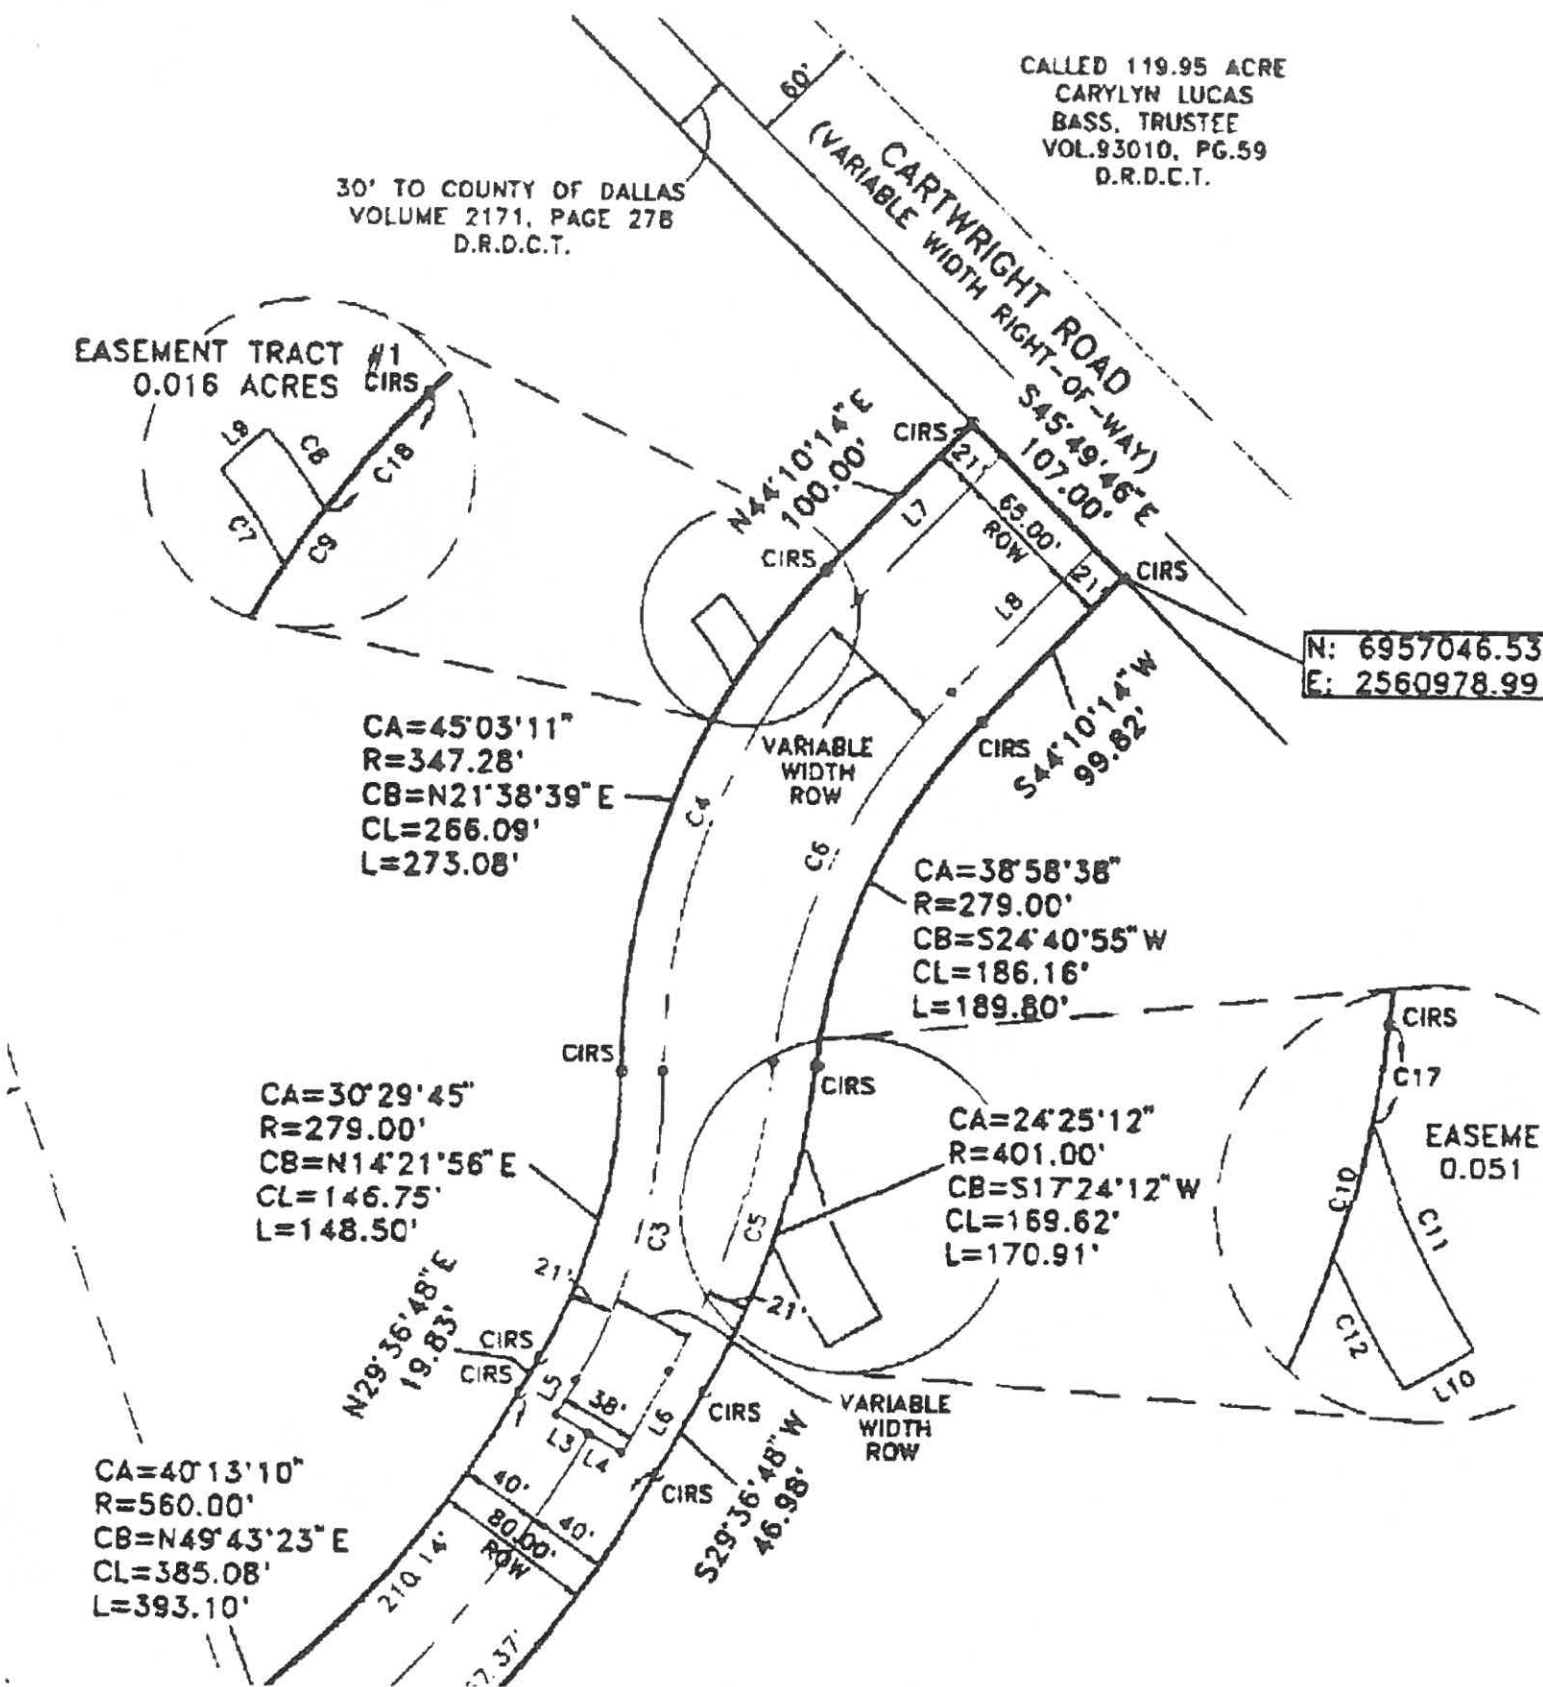 CALLED 119.95 ACRE
CARYLYN LUCAS
BASS, TRUSTEE
VOL.93010, PG.59
D.R.D.C.T.
60'
CARTWRIGHT ROAD
(VARIABLE WIDTH RIGHT-OF-WAY)
30' TO COUNTY OF DALLAS
VOLUME 2171, PAGE 278
D.R.D.C.T.
S45°49'46"E
107.00'
EASEMENT TRACT #1
0.016 ACRES
CIRS
L9
C8
C18
C7
C9
N44°10'14"E
100.00'
CIRS
21'
L7
65.00'
ROW
21'
CIRS
L8
CIRS
N: 6957046.53
E: 2560978.99
S44°10'14"W
99.82'
CIRS
VARIABLE
WIDTH
ROW
CA=45°03'11"
R=347.28'
CB=N21°38'39"E
CL=266.09'
L=273.08'
C4
C6
CA=38°58'38"
R=279.00'
CB=S24°40'55"W
CL=186.16'
L=189.80'
CIRS
CIRS
CIRS
C17
EASEME
0.051
C10
C11
C12
L10
CA=30°29'45"
R=279.00'
CB=N14°21'56"E
CL=146.75'
L=148.50'
CA=24°25'12"
R=401.00'
CB=S17°24'12"W
CL=169.62'
L=170.91'
C3
C5
21'
21'
N29°36'48"E
19.83'
CIRS
CIRS
L5
38'
L6
L3
L4
CIRS
VARIABLE
WIDTH
ROW
CIRS
S29°36'48"W
46.98'
40'
40'
80.00'
ROW
CA=40°13'10"
R=560.00'
CB=N49°43'23"E
CL=385.08'
L=393.10'
210.14'
7.37'